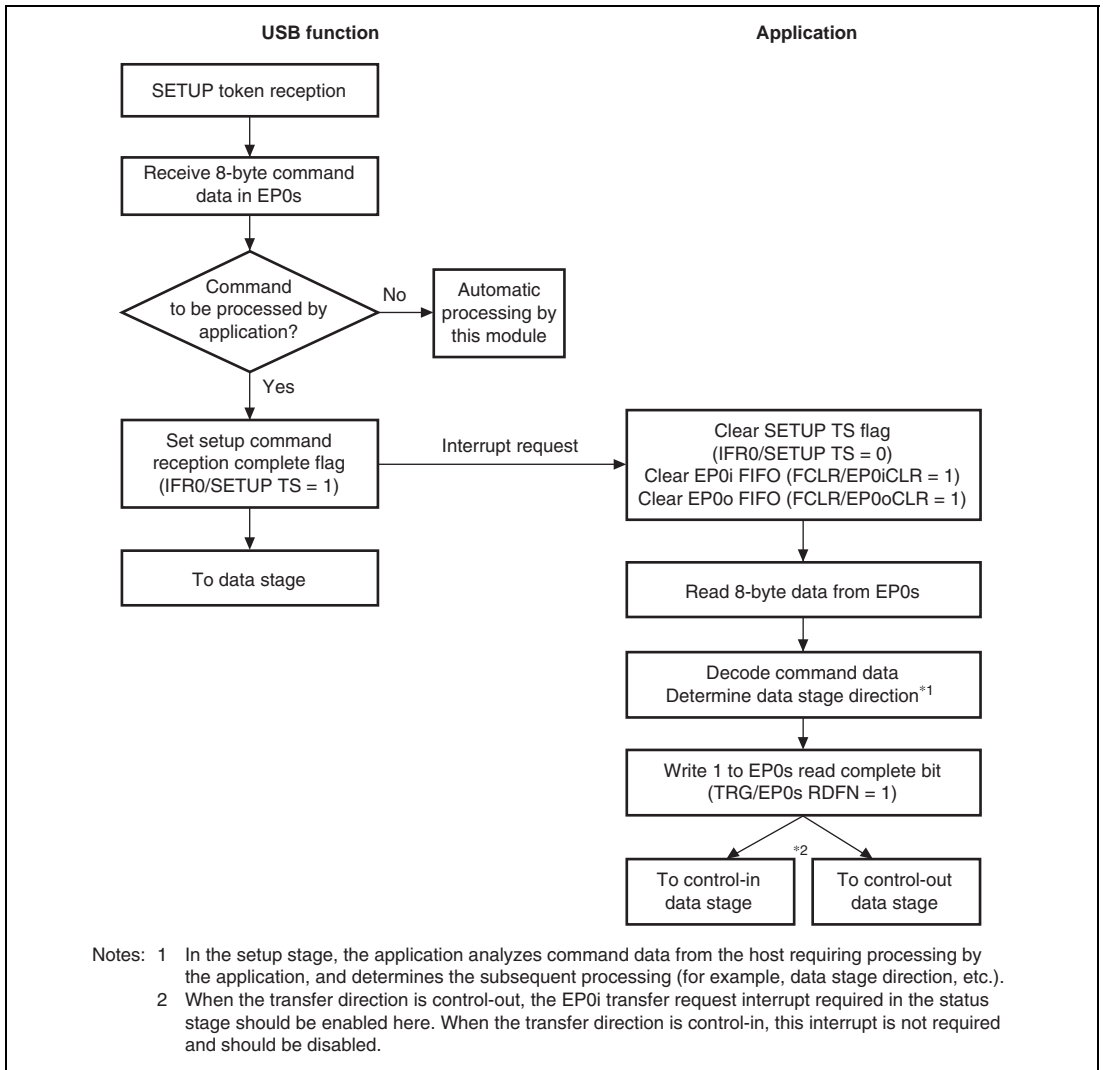 USB function
Application
SETUP token reception
Receive 8-byte command
data in EP0s
Command
to be processed by
application?
No
Automatic
processing by
this module
Yes
Set setup command
reception complete flag
(IFR0/SETUP TS = 1)
Interrupt request
To data stage
Clear SETUP TS flag
(IFR0/SETUP TS = 0)
Clear EP0i FIFO (FCLR/EP0iCLR = 1)
Clear EP0o FIFO (FCLR/EP0oCLR = 1)
Read 8-byte data from EP0s
Decode command data
Determine data stage direction*1
Write 1 to EP0s read complete bit
(TRG/EP0s RDFN = 1)
*2
To control-in
data stage
To control-out
data stage
Notes: 1 In the setup stage, the application analyzes command data from the host requiring processing by
the application, and determines the subsequent processing (for example, data stage direction, etc.).
2 When the transfer direction is control-out, the EP0i transfer request interrupt required in the status
stage should be enabled here. When the transfer direction is control-in, this interrupt is not required
and should be disabled.